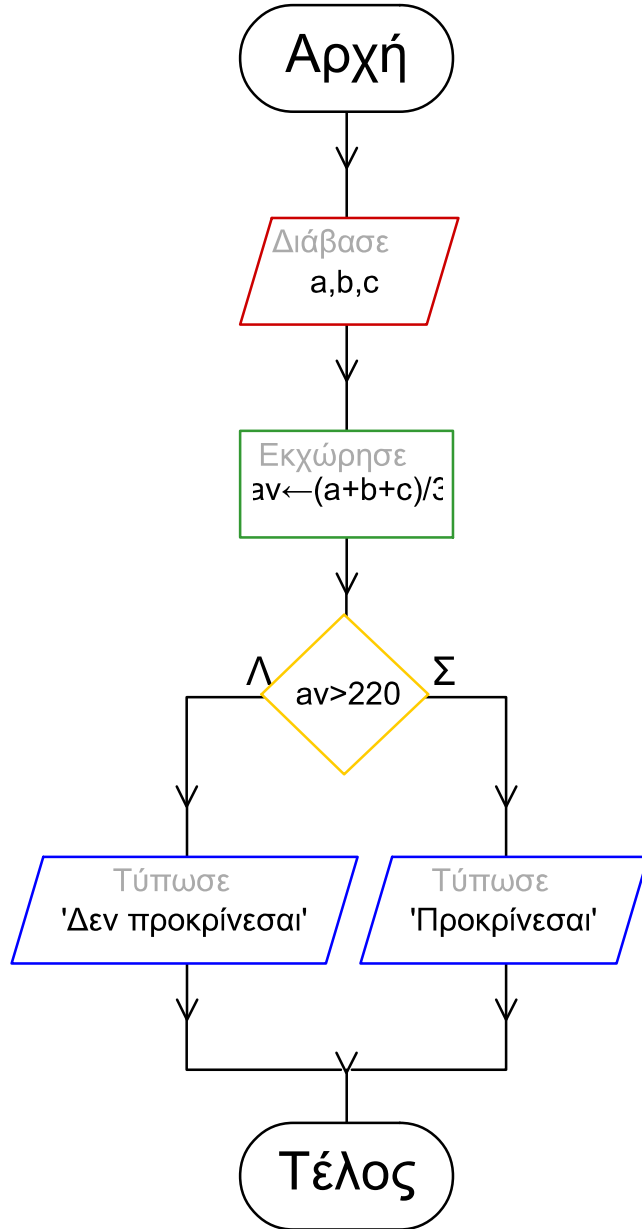 Αρχή
Διάβασε
a,b,c
Εκχώρησε
av←(a+b+c)/3
Λ
av>220
Σ
Τύπωσε
'Δεν προκρίνεσαι'
Τύπωσε
'Προκρίνεσαι'
Τέλος